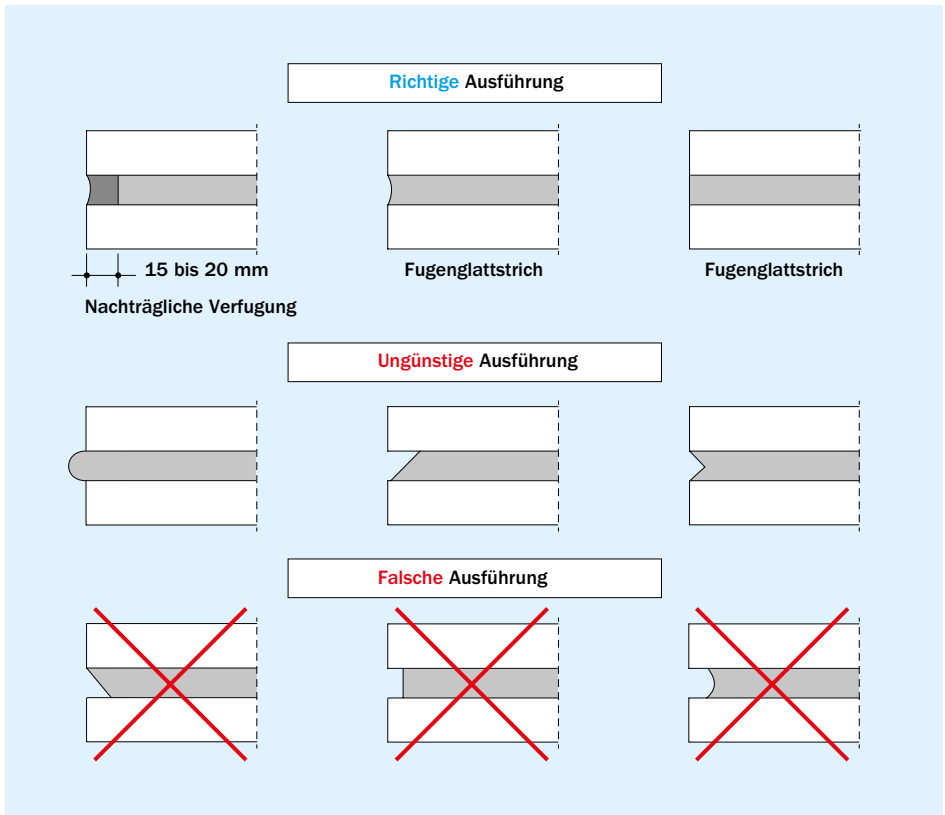 Richtige Ausführung
15 bis 20 mm
Nachträgliche Verfugung
Fugenglattstrich
Fugenglattstrich
Ungünstige Ausführung
Falsche Ausführung